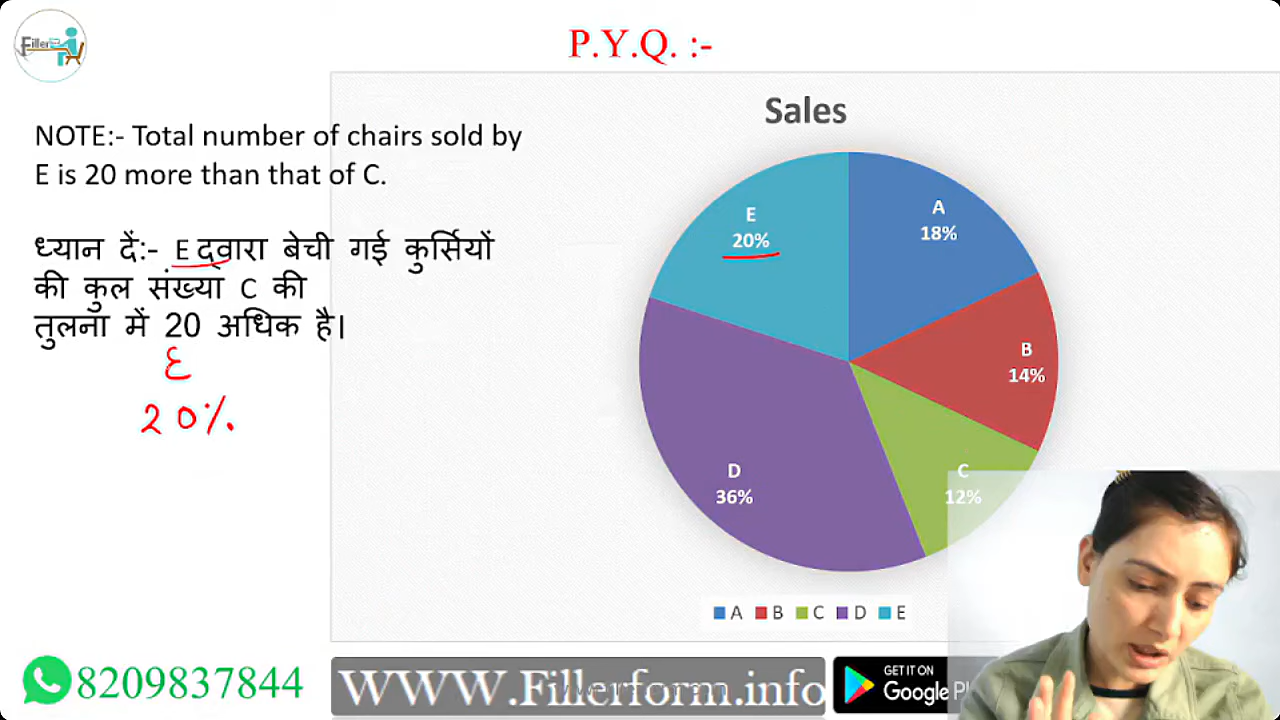 Filler
P.Y.Q. :-
Sales
NOTE:- Total number of chairs sold by
E is 20 more than that of C.
ध्यान दें:- E द्वारा बेची गई कुर्सियों
की कुल संख्या C की
तुलना में 20 अधिक है।
E
20%
E
20%
A
18%
B
14%
C
12%
D
36%
A B C D E
8209837844
WWW.Fillerform.info
GET IT ON
Google Pl